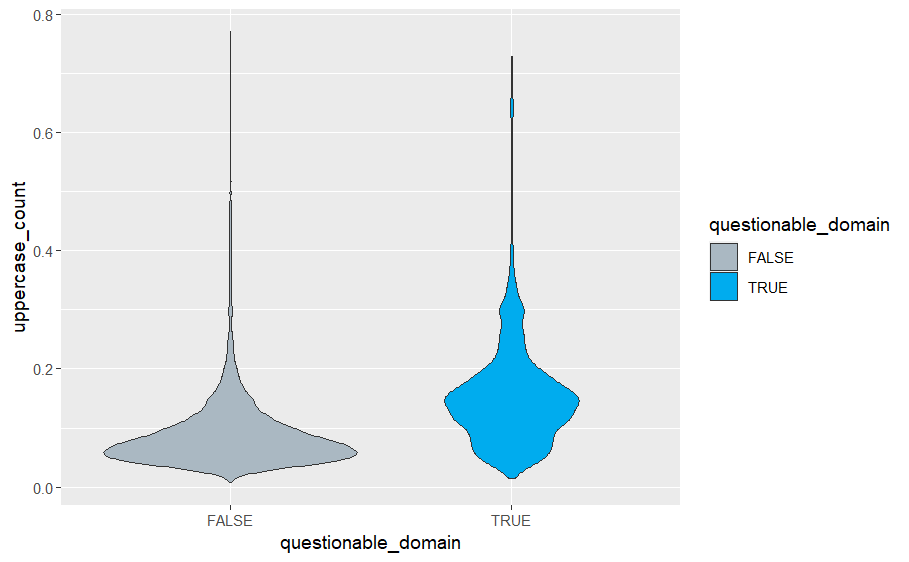 0.8
0.6
0.4
0.2
0.0
uppercase_count
FALSE
TRUE
questionable_domain
questionable_domain
FALSE
TRUE